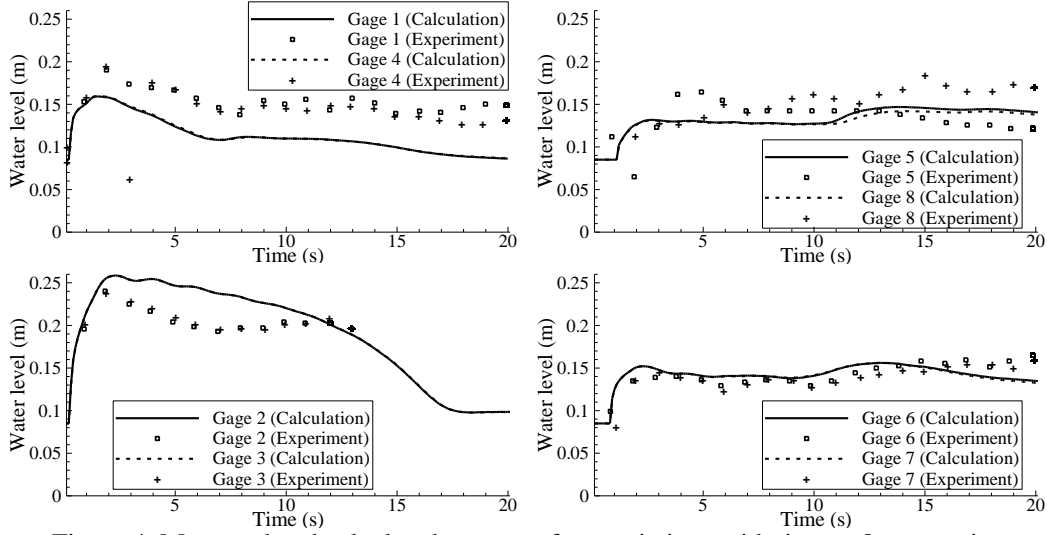 0.25
0.2
0.15
0.1
0.05
0
Water level (m)
Gage 1 (Calculation)
Gage 1 (Experiment)
Gage 4 (Calculation)
Gage 4 (Experiment)
5
10
15
20
Time (s)
0.25
0.2
0.15
0.1
0.05
0
Water level (m)
Gage 5 (Calculation)
Gage 5 (Experiment)
Gage 8 (Calculation)
Gage 8 (Experiment)
5
10
15
20
Time (s)
0.25
0.2
0.15
0.1
0.05
0
Water level (m)
Gage 2 (Calculation)
Gage 2 (Experiment)
Gage 3 (Calculation)
Gage 3 (Experiment)
5
10
15
20
Time (s)
0.25
0.2
0.15
0.1
0.05
0
Water level (m)
Gage 6 (Calculation)
Gage 6 (Experiment)
Gage 7 (Calculation)
Gage 7 (Experiment)
5
10
15
20
Time (s)